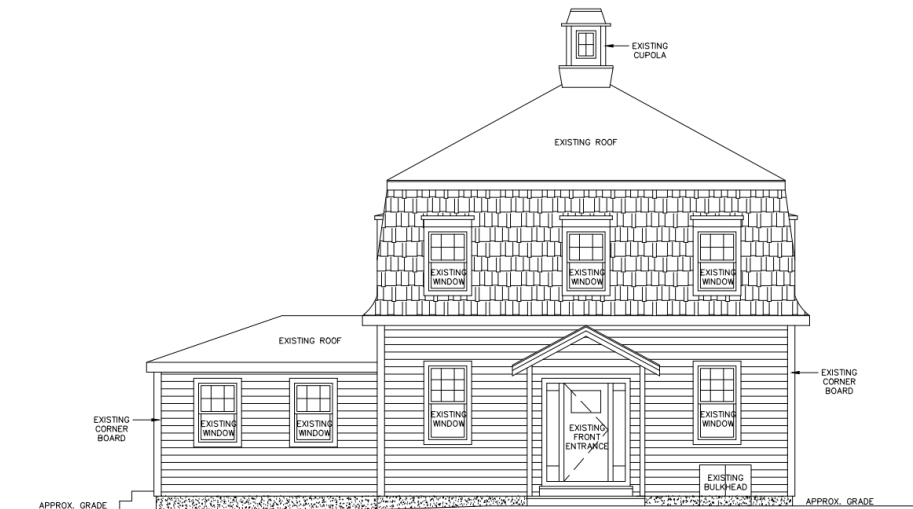 EXISTING
CUPOLA
EXISTING ROOF
EXISTING
WINDOW
EXISTING
WINDOW
EXISTING
WINDOW
EXISTING ROOF
EXISTING
CORNER
BOARD
EXISTING
WINDOW
EXISTING
WINDOW
EXISTING
CORNER
BOARD
EXISTING
WINDOW
EXISTING
WINDOW
EXISTING
FRONT
ENTRANCE
EXISTING
BULKHEAD
APPROX. GRADE
APPROX. GRADE